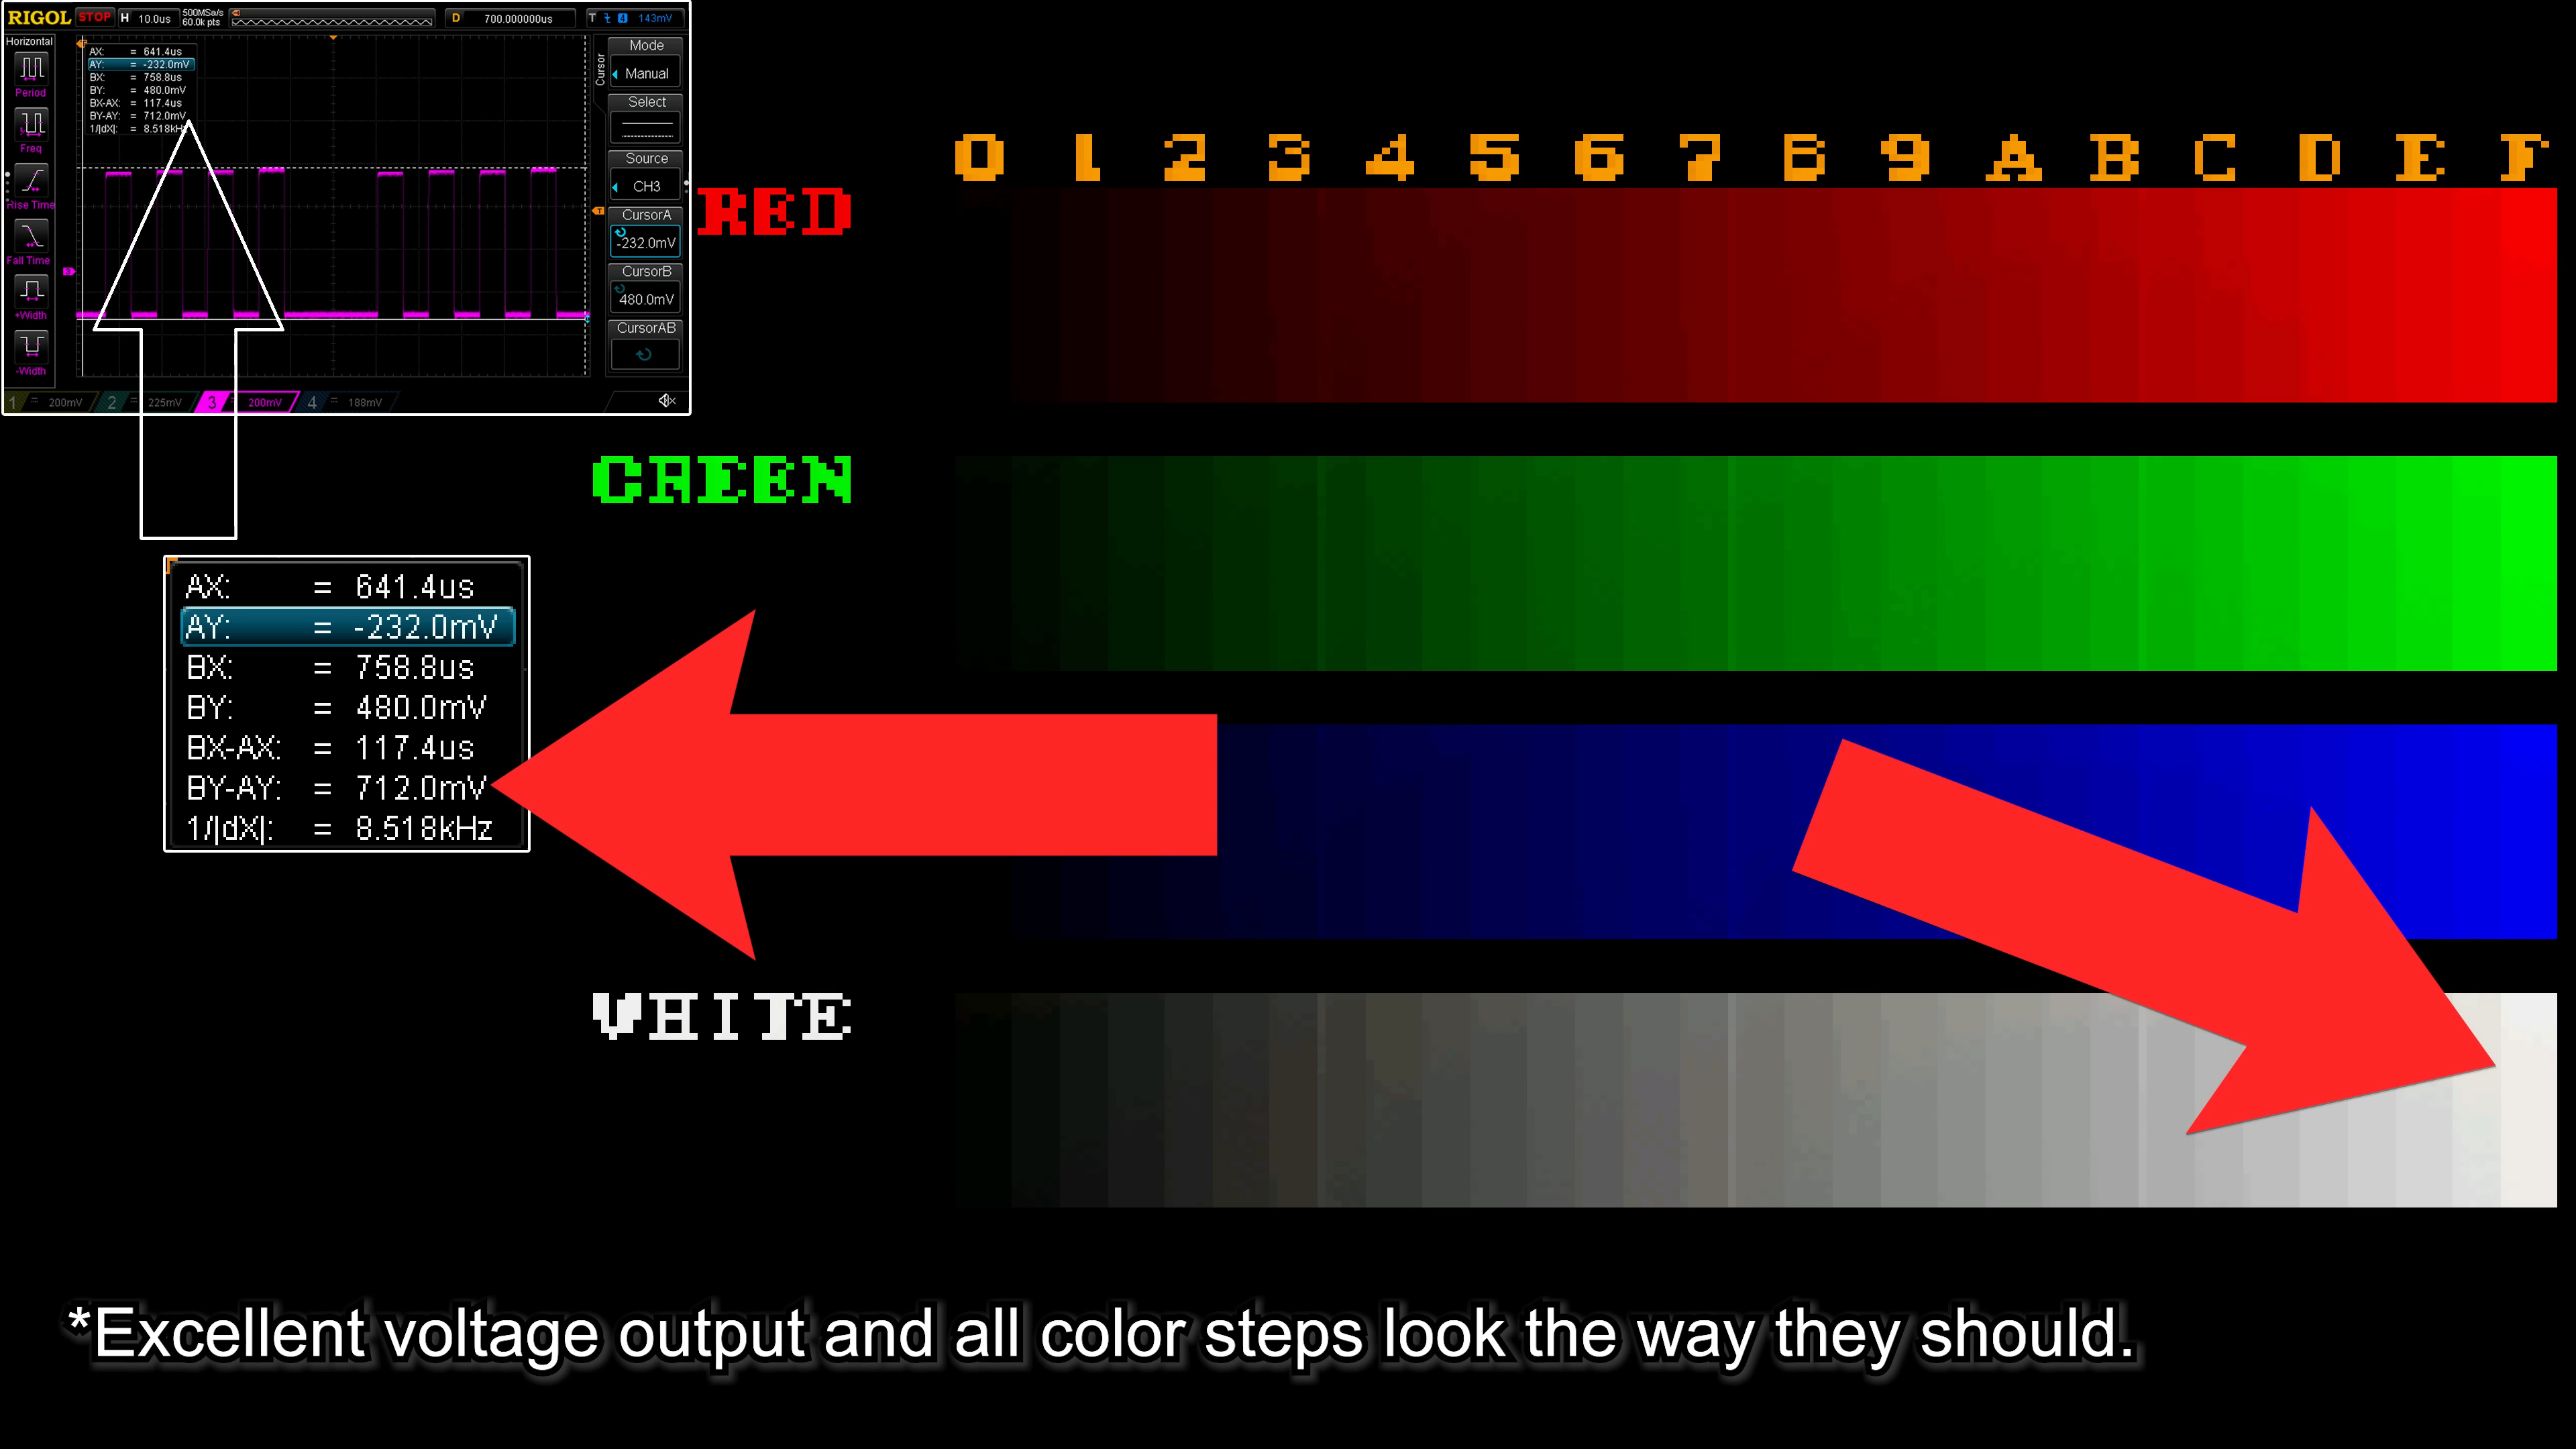 RIGOL STOP H 10.0us 500MSa/s 60.0k pts D 700.000000us T 4 143mV
Horizontal
Period
Freq
Rise Time
Fall Time
+Width
-Width
AX: = 641.4us
AY: = -232.0mV
BX: = 758.8us
BY: = 480.0mV
BX-AX: = 117.4us
BY-AY: = 712.0mV
1/|dX|: = 8.518kHz
Cursor
Mode
Manual
Select
Source
CH3
CursorA
-232.0mV
CursorB
480.0mV
CursorAB
1 = 200mV 2 = 225mV 3 = 200mV 4 = 188mV
0 1 2 3 4 5 6 7 8 9 A B C D E F
RED
GREEN
AX: = 641.4us
AY: = -232.0mV
BX: = 758.8us
BY: = 480.0mV
BX-AX: = 117.4us
BY-AY: = 712.0mV
1/|dX|: = 8.518kHz
WHITE
*Excellent voltage output and all color steps look the way they should.